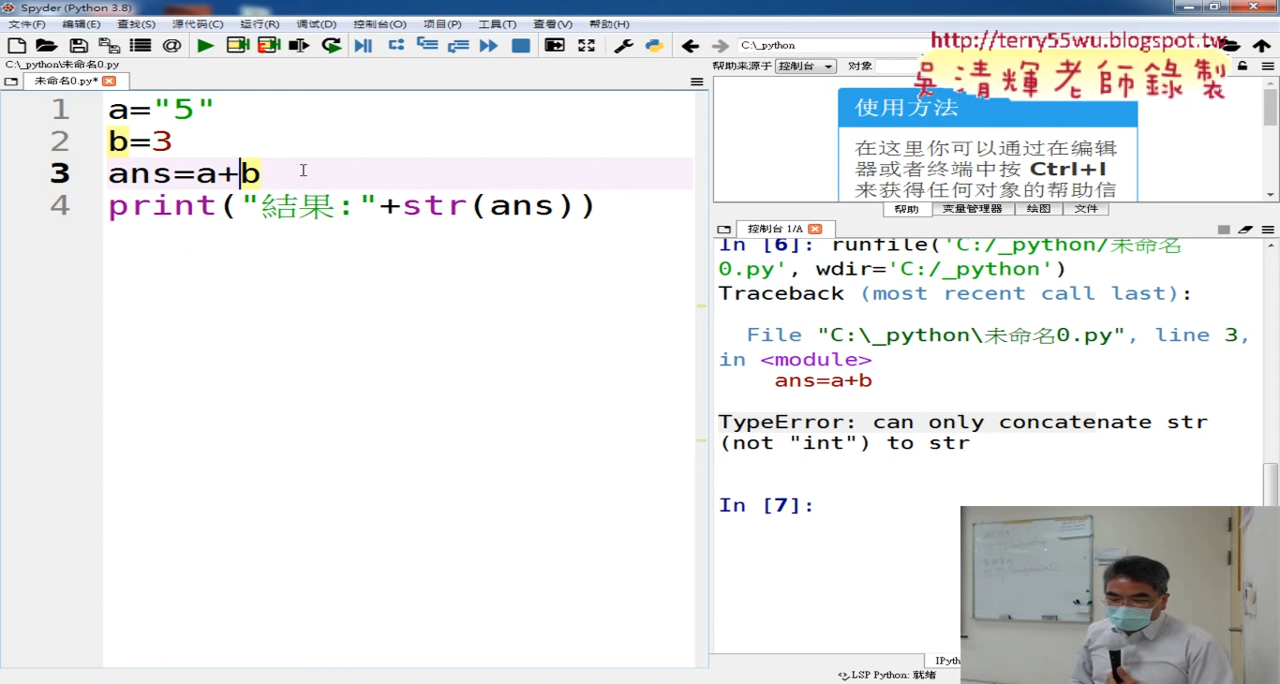 Spyder (Python 3.8)
文件(F) 编辑(E) 查找(S) 源代码(C) 运行(R) 调试(D) 控制台(O) 项目(P) 工具(T) 查看(V) 帮助(H)
C:\_python
http://terry55wu.blogspot.tw
吳清輝老師錄製
C:\_python\未命名0.py
未命名0.py*
帮助来源于 控制台 对象
1 a="5"
2 b=3
3 ans=a+b
4 print("結果:"+str(ans))
使用方法
在这里你可以通过在编辑
器或者终端中按 Ctrl+I
来获得任何对象的帮助信
帮助 变量管理器 绘图 文件
控制台 1/A
In [6]: runfile('C:/_python/未命名
0.py', wdir='C:/_python')
Traceback (most recent call last):
File "C:\_python\未命名0.py", line 3,
in <module>
ans=a+b
TypeError: can only concatenate str
(not "int") to str
In [7]:
IPyth
LSP Python: 就绪